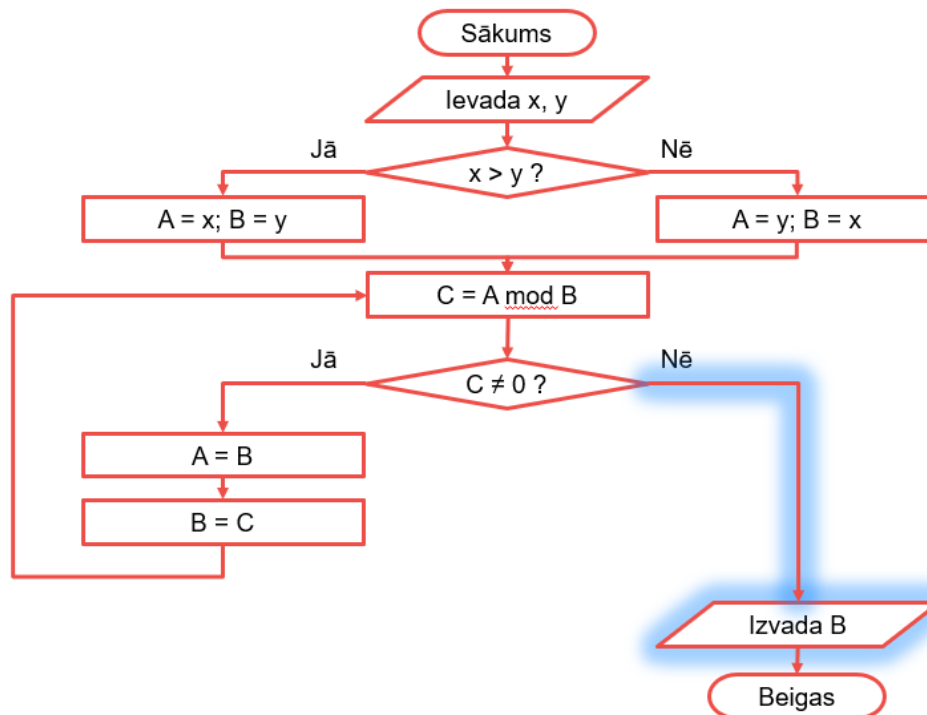 Sākums
Ievada x, y
Jā
Nē
x > y ?
A = x; B = y
A = y; B = x
C = A mod B
Jā
Nē
C ≠ 0 ?
A = B
B = C
Izvada B
Beigas